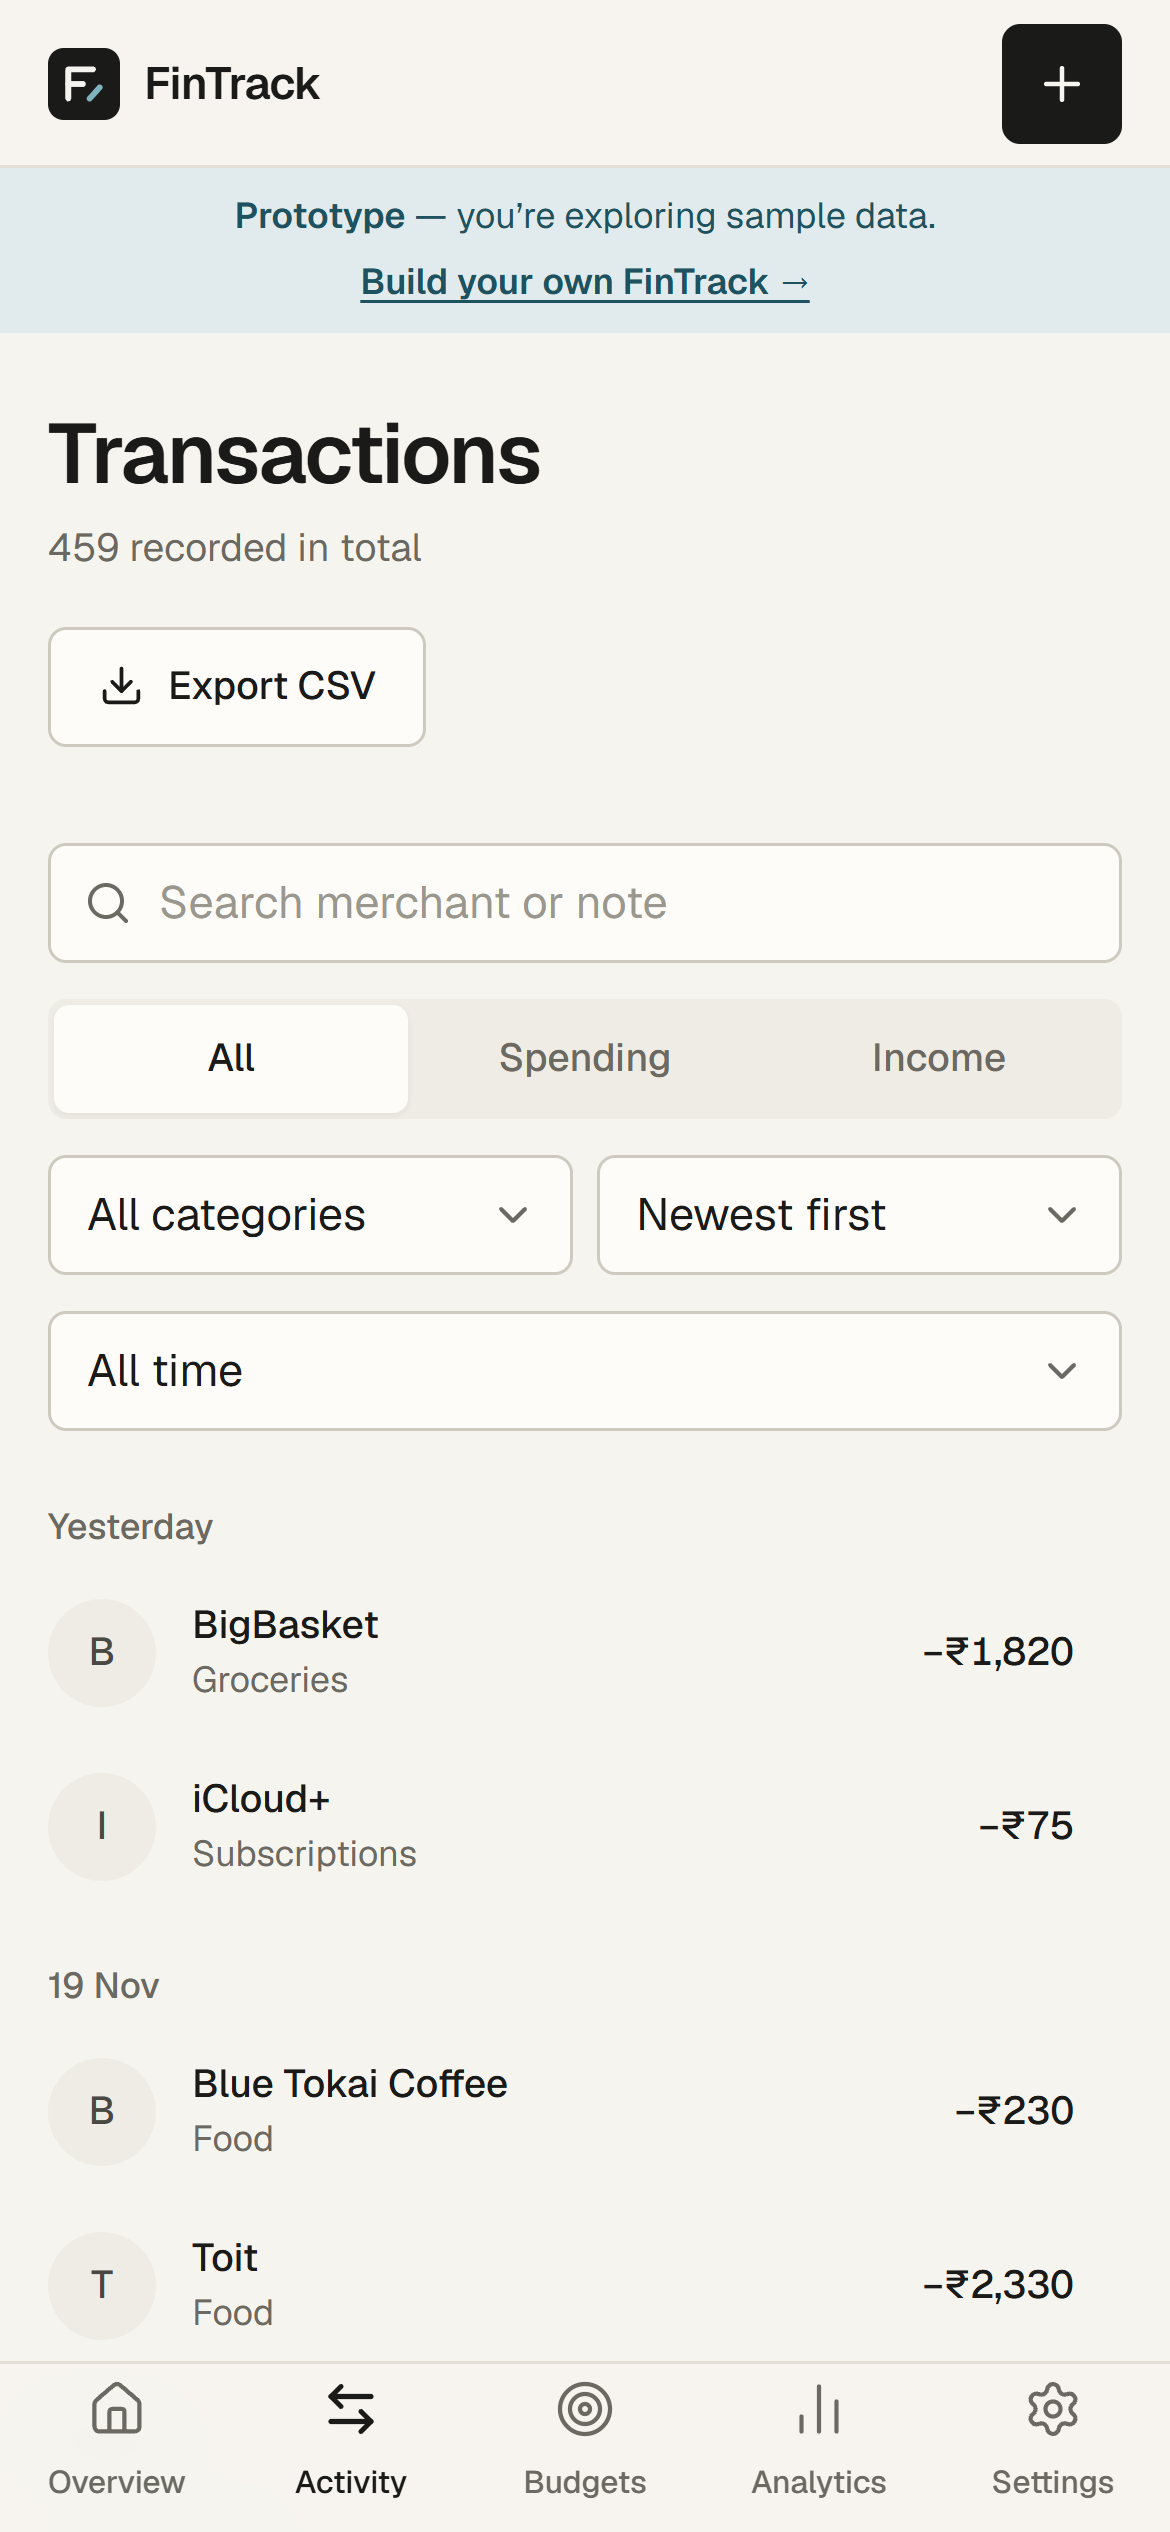 FinTrack
Prototype — you’re exploring sample data.
Build your own FinTrack →
Transactions
459 recorded in total
Export CSV
Search merchant or note
All
Spending
Income
All categories
Newest first
All time
Yesterday
B
BigBasket
Groceries
−₹1,820
I
iCloud+
Subscriptions
−₹75
19 Nov
B
Blue Tokai Coffee
Food
−₹230
T
Toit
Food
−₹2,330
Overview
Activity
Budgets
Analytics
Settings